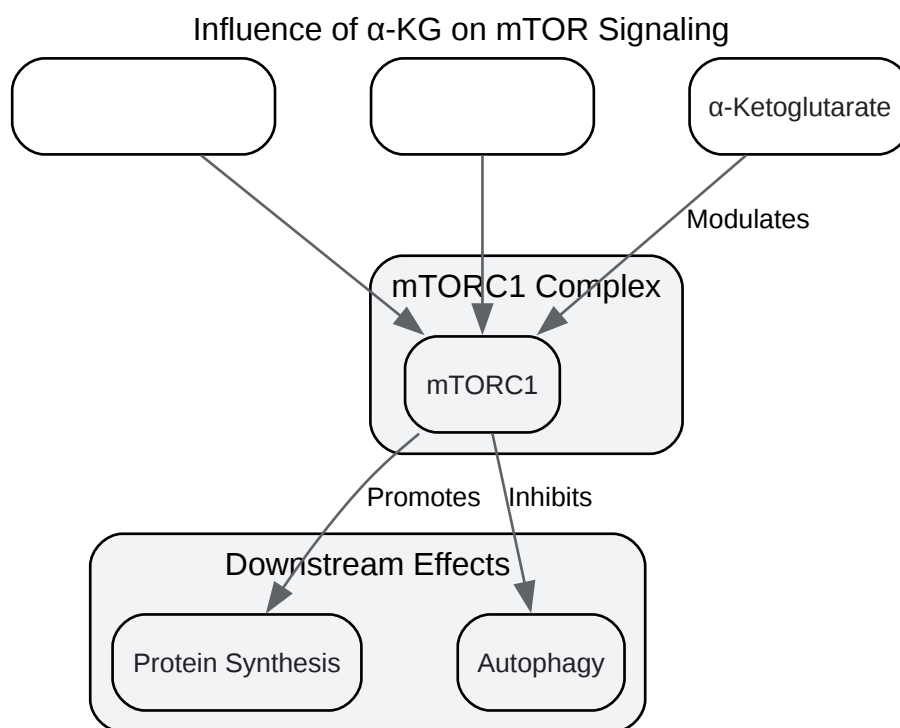 Influence of α-KG on mTOR Signaling
α-Ketoglutarate
Modulates
mTORC1 Complex
mTORC1
Promotes
Inhibits
Downstream Effects
Protein Synthesis
Autophagy